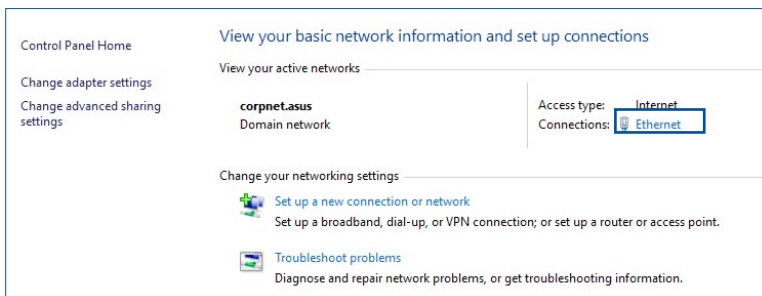 Control Panel Home
Change adapter settings
Change advanced sharing
settings
View your basic network information and set up connections
View your active networks
corpnet.asus
Domain network
Access type: Internet
Connections: Ethernet
Change your networking settings
Set up a new connection or network
Set up a broadband, dial-up, or VPN connection; or set up a router or access point.
Troubleshoot problems
Diagnose and repair network problems, or get troubleshooting information.